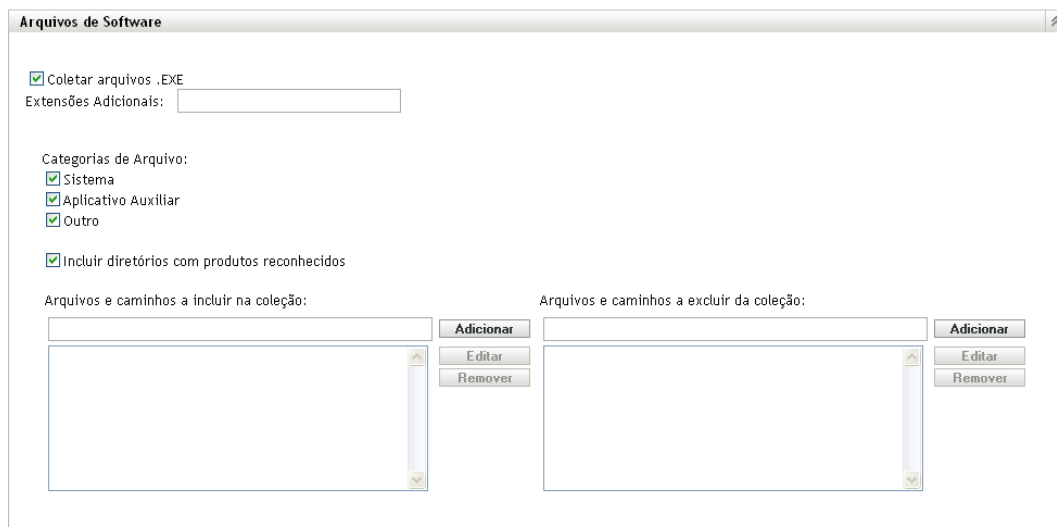 Arquivos de Software
Coletar arquivos .EXE
Extensões Adicionais:
Categorias de Arquivo:
Sistema
Aplicativo Auxiliar
Outro
Incluir diretórios com produtos reconhecidos
Arquivos e caminhos a incluir na coleção:
Adicionar
Editar
Remover
Arquivos e caminhos a excluir da coleção:
Adicionar
Editar
Remover